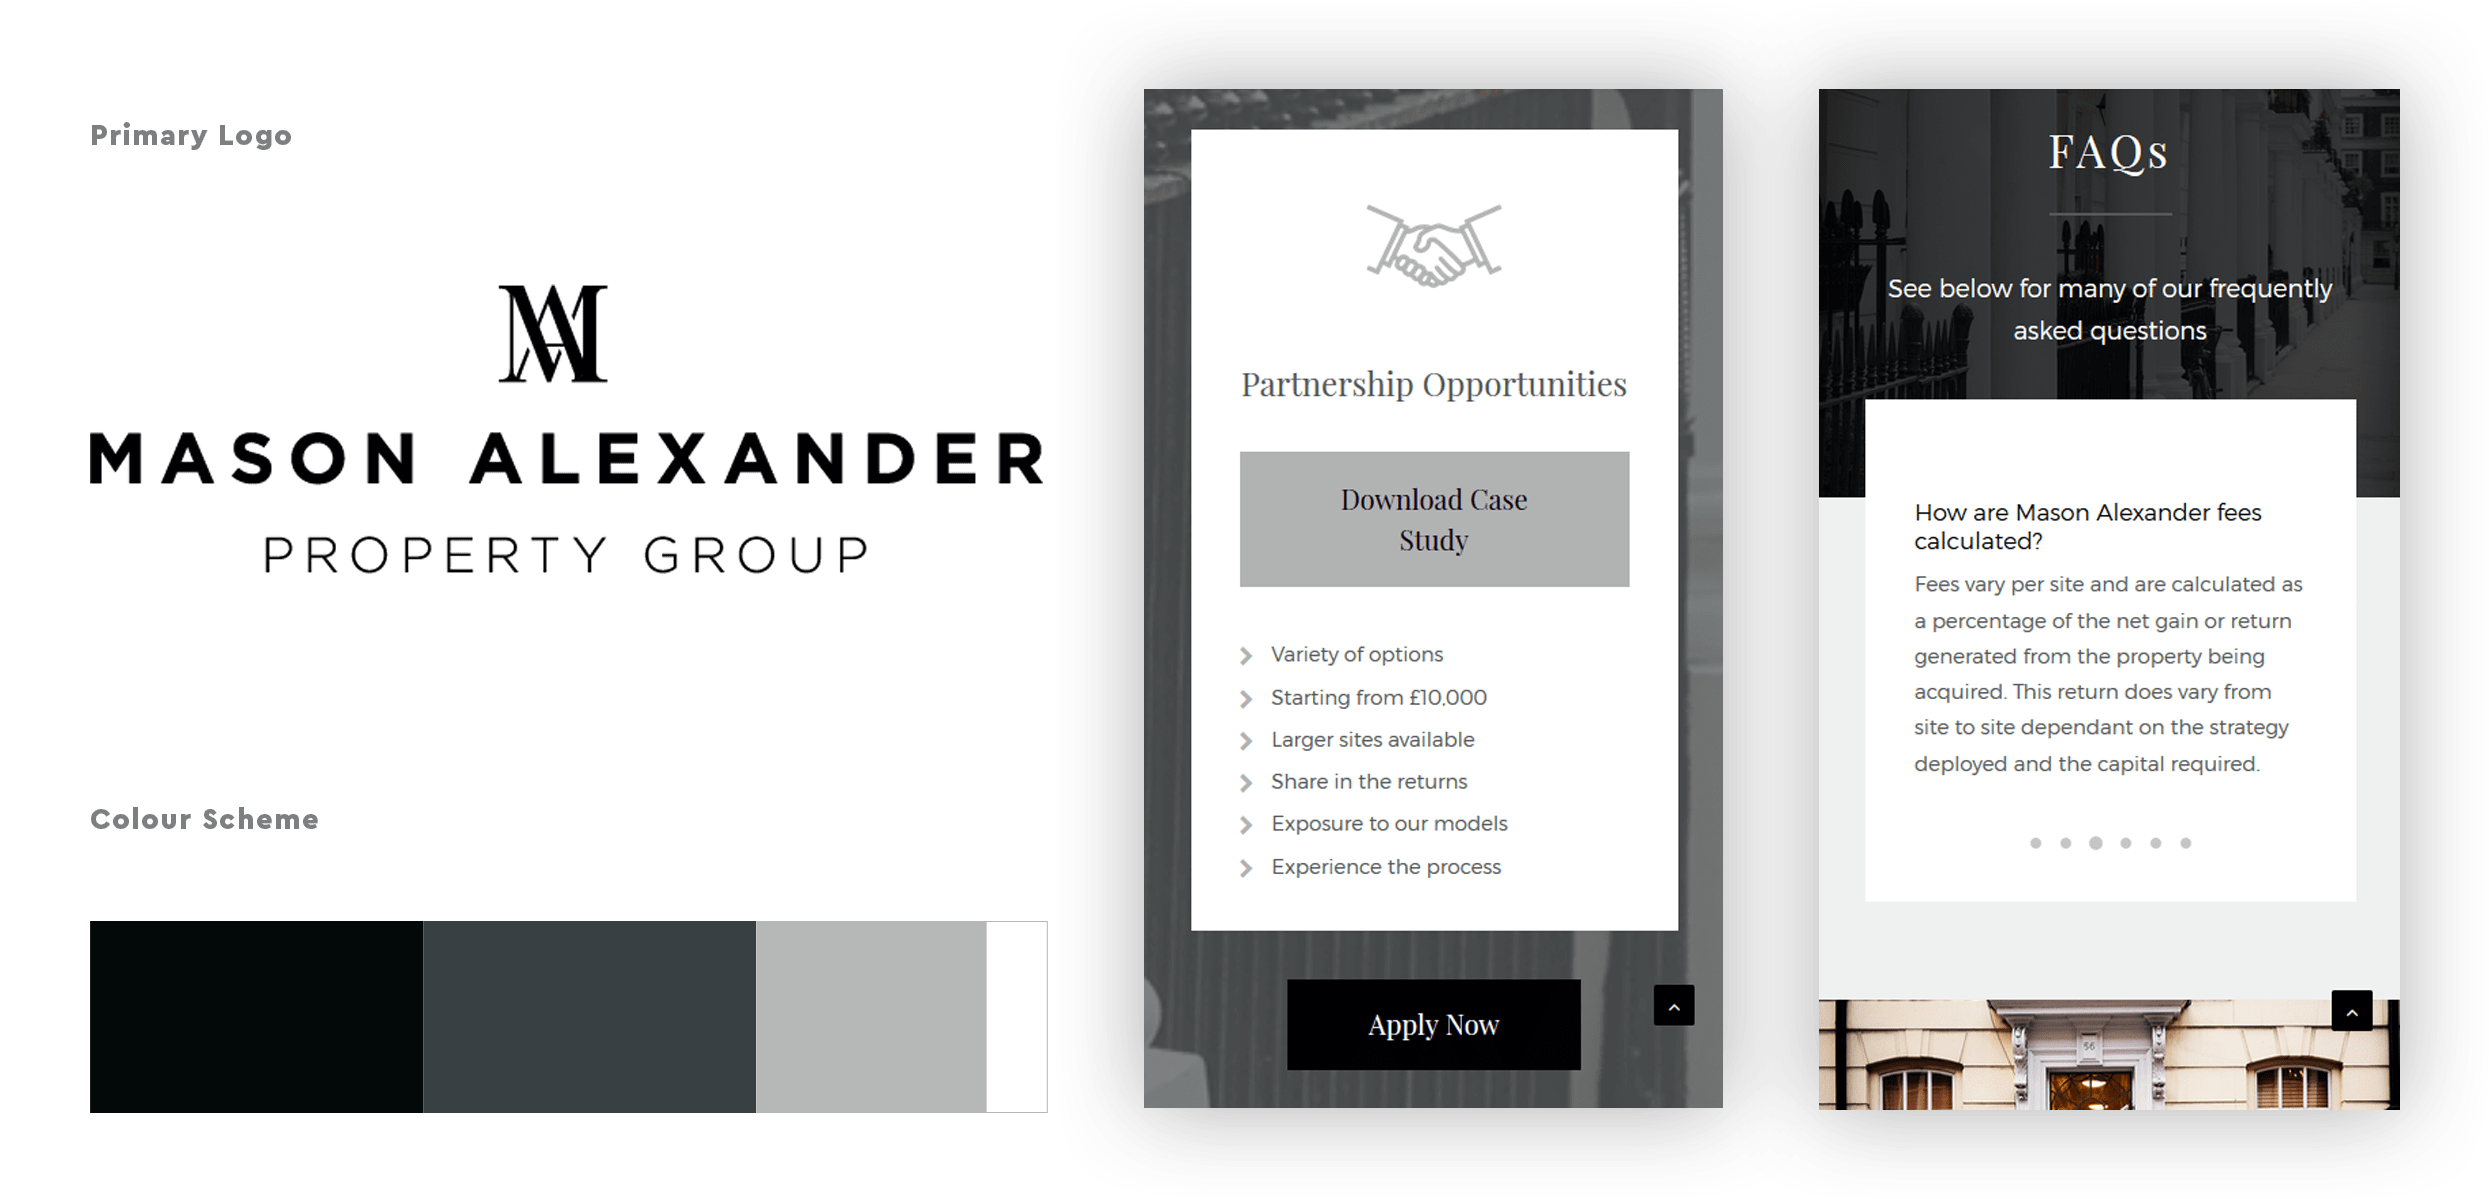 Primary Logo
MA
MASON ALEXANDER
PROPERTY GROUP
Colour Scheme
Partnership Opportunities
Download Case
Study
Variety of options
Starting from £10,000
Larger sites available
Share in the returns
Exposure to our models
Experience the process
Apply Now
FAQs
See below for many of our frequently
asked questions
How are Mason Alexander fees
calculated?
Fees vary per site and are calculated as
a percentage of the net gain or return
generated from the property being
acquired. This return does vary from
site to site dependant on the strategy
deployed and the capital required.
56